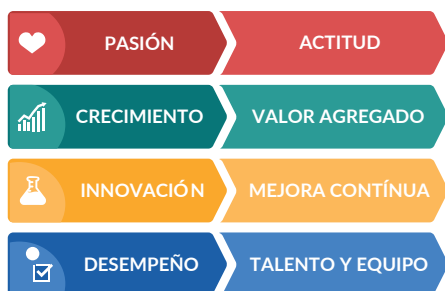 PASIÓN
ACTITUD
CRECIMIENTO
VALOR AGREGADO
INNOVACIÓN
MEJORA CONTÍNUA
DESEMPEÑO
TALENTO Y EQUIPO